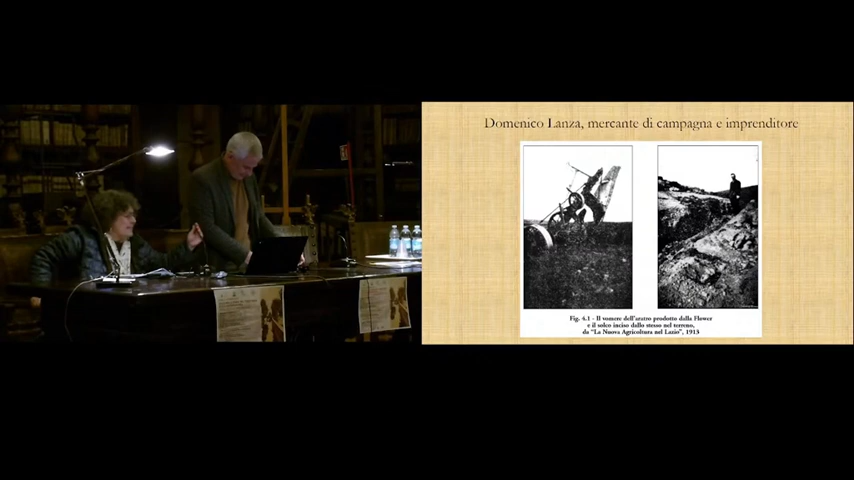 Domenico Lanza, mercante di campagna e imprenditore
Fig. 4.1 - Il vomere dell'aratro prodotto dalla Flower
e il solco inciso dallo stesso nel terreno,
da "La Nuova Agricoltura nel Lazio", 1913